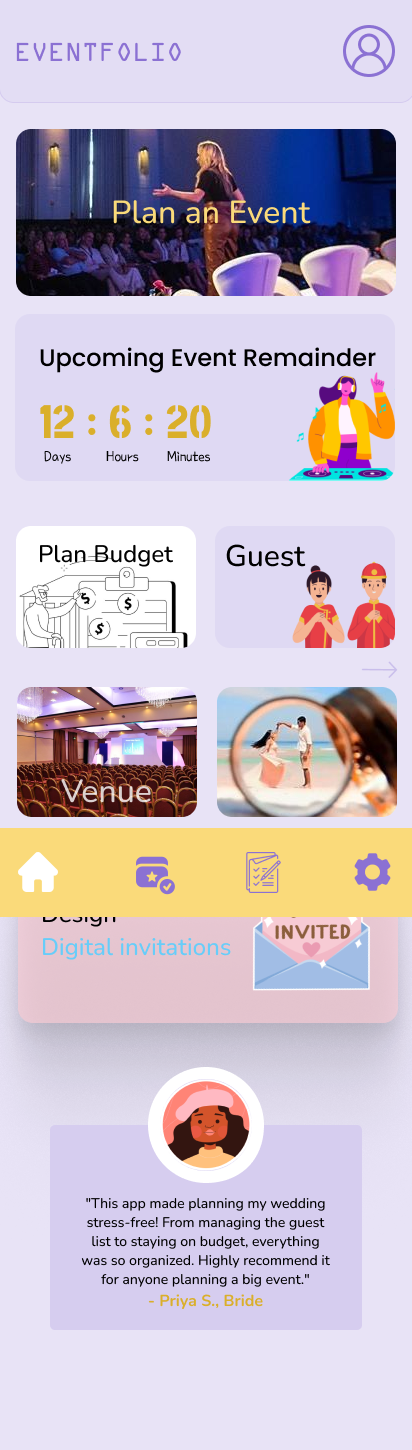 EVENTFOLIO
Plan an Event
Upcoming Event Remainder
12 : 6 : 20
Days Hours Minutes
Plan Budget
Guest
$ $
$
Venue
Design
Digital invitations
INVITED
"This app made planning my wedding
stress-free! From managing the guest
list to staying on budget, everything
was so organized. Highly recommend it
for anyone planning a big event."
- Priya S., Bride